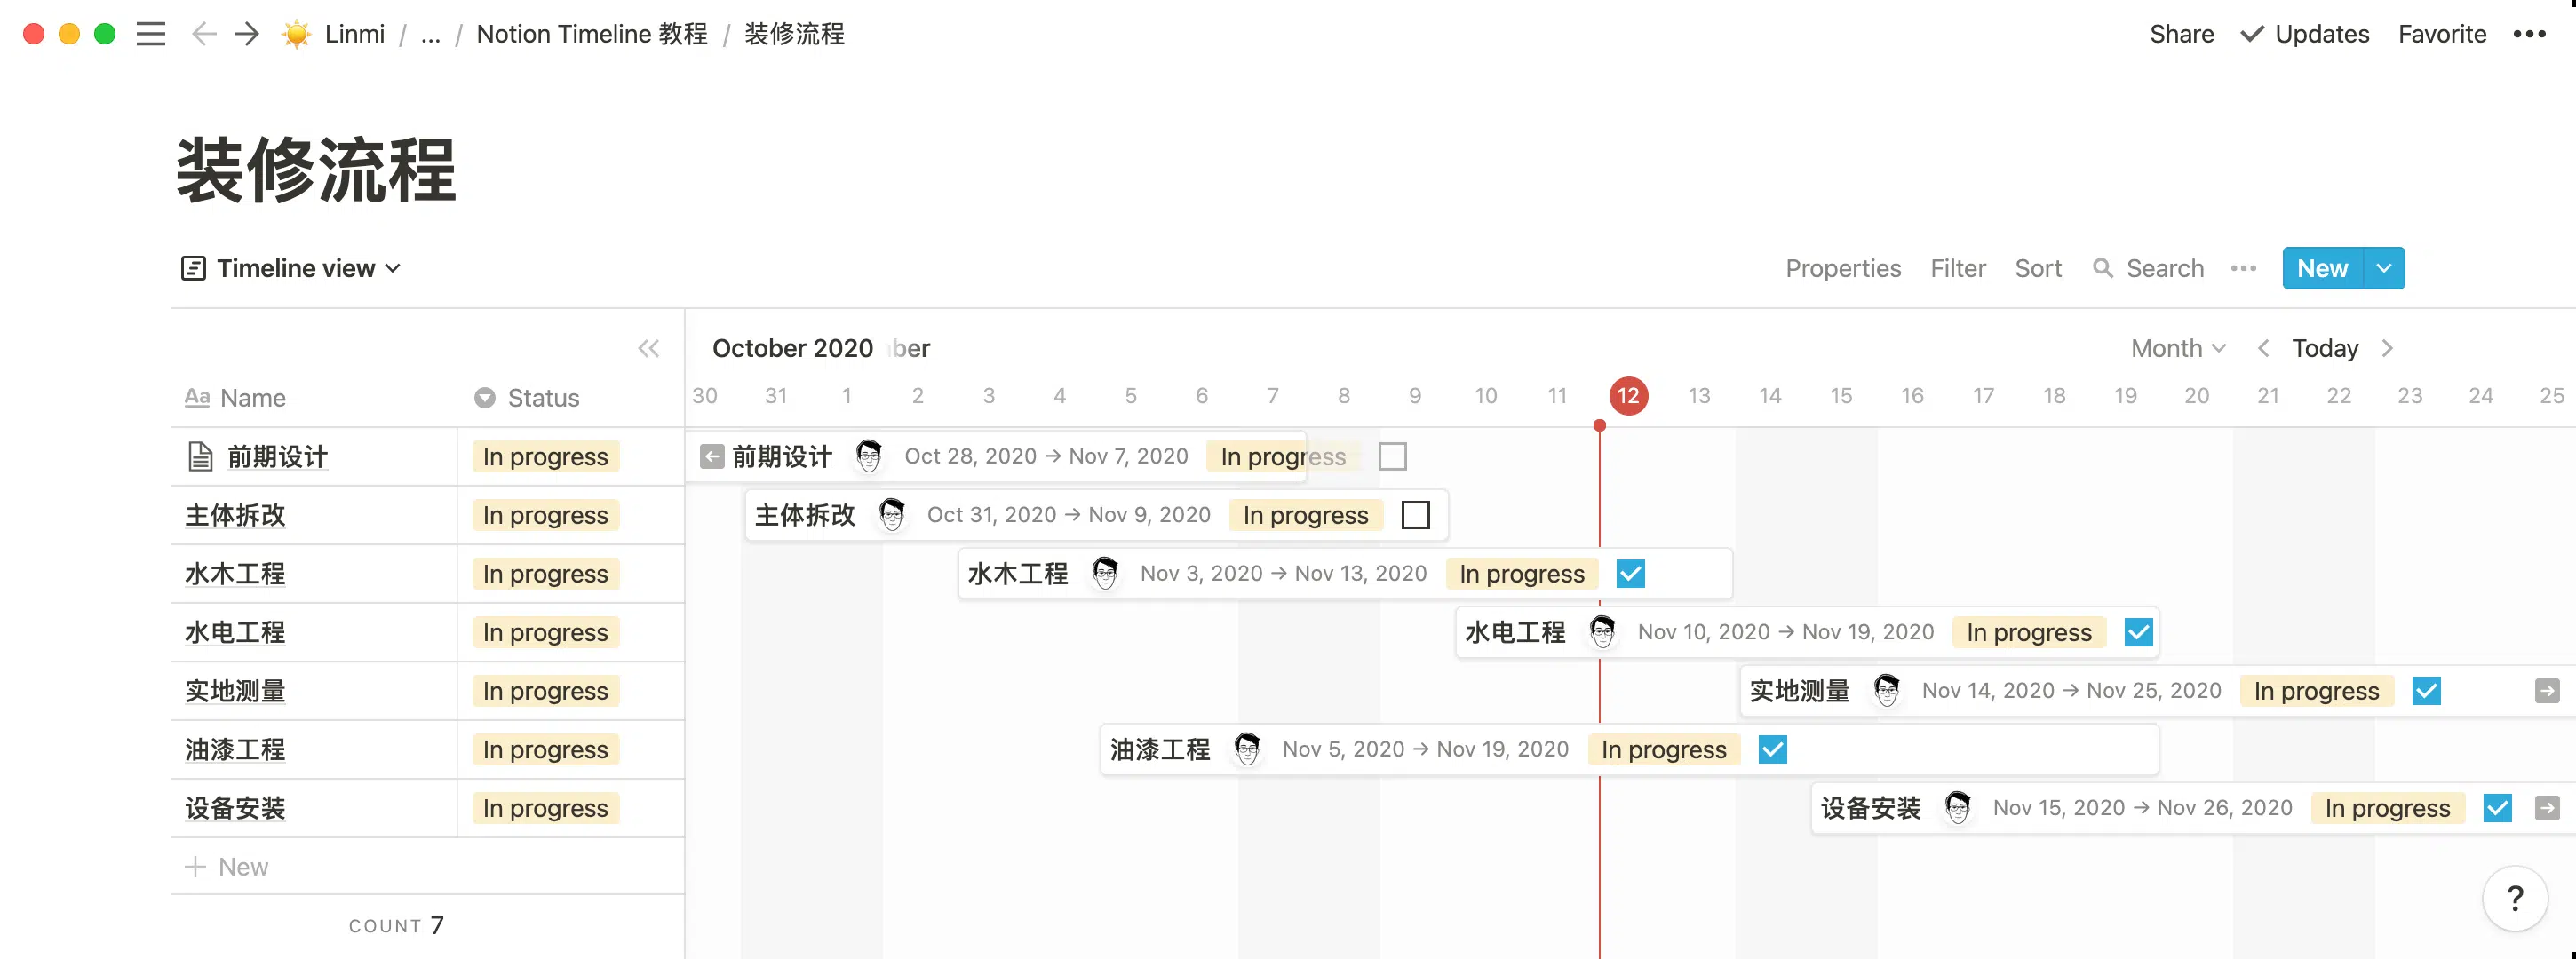 Linmi / ... / Notion Timeline 教程 / 装修流程
Share ✓ Updates Favorite •••
装修流程
Timeline view
Properties Filter Sort Search ••• New
October 2020 ber
Month Today
Aa Name Status
30 31 1 2 3 4 5 6 7 8 9 10 11 12 13 14 15 16 17 18 19 20 21 22 23 24 25
前期设计 In progress
前期设计 Oct 28, 2020 → Nov 7, 2020 In progress
主体拆改 In progress
主体拆改 Oct 31, 2020 → Nov 9, 2020 In progress
水木工程 In progress
水木工程 Nov 3, 2020 → Nov 13, 2020 In progress
水电工程 In progress
水电工程 Nov 10, 2020 → Nov 19, 2020 In progress
实地测量 In progress
实地测量 Nov 14, 2020 → Nov 25, 2020 In progress
油漆工程 In progress
油漆工程 Nov 5, 2020 → Nov 19, 2020 In progress
设备安装 In progress
设备安装 Nov 15, 2020 → Nov 26, 2020 In progress
+ New
COUNT 7
?